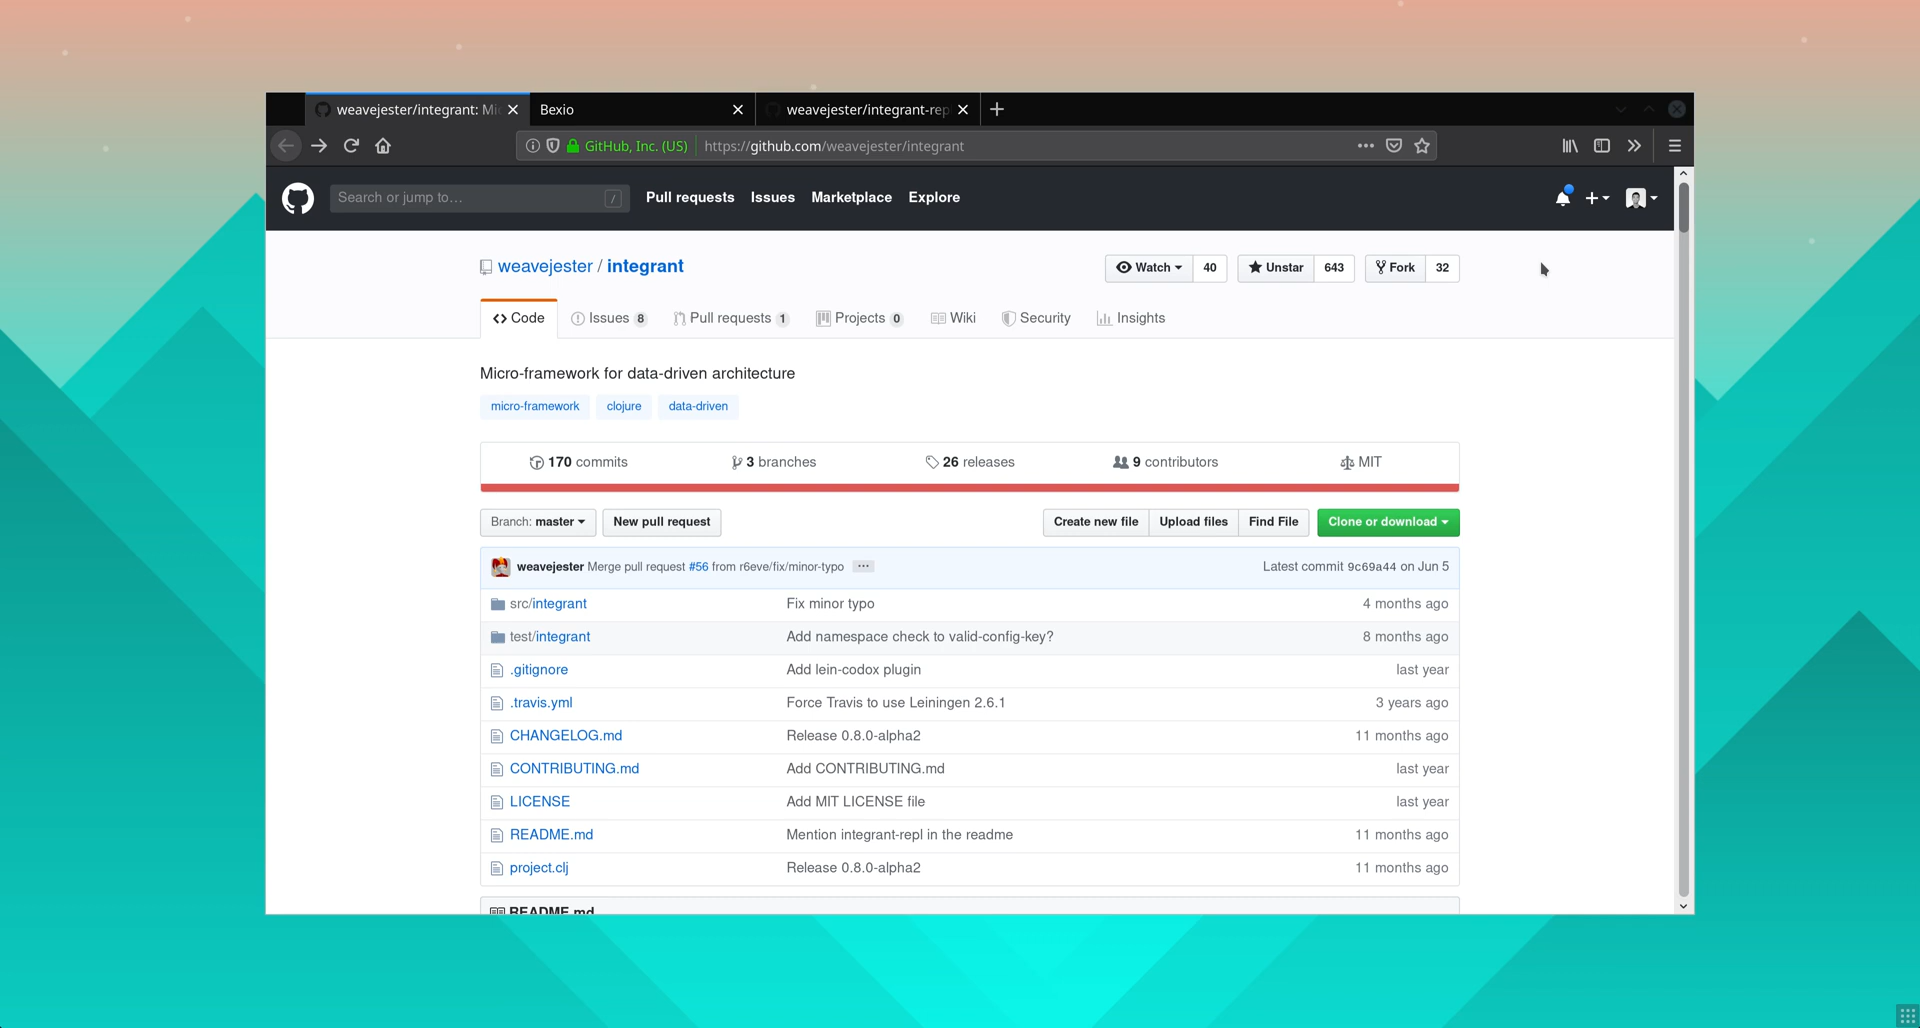 weavejester/integrant: Mi
Bexio
weavejester/integrant-rep
GitHub, Inc. (US)
https://github.com/weavejester/integrant
Search or jump to…
/
Pull requests
Issues
Marketplace
Explore
weavejester / integrant
Watch
40
Unstar
643
Fork
32
Code
Issues 8
Pull requests 1
Projects 0
Wiki
Security
Insights
Micro-framework for data-driven architecture
micro-framework
clojure
data-driven
170 commits
3 branches
26 releases
9 contributors
MIT
Branch: master
New pull request
Create new file
Upload files
Find File
Clone or download
weavejester Merge pull request #56 from r6eve/fix/minor-typo
Latest commit 9c69a44 on Jun 5
src/integrant
Fix minor typo
4 months ago
test/integrant
Add namespace check to valid-config-key?
8 months ago
.gitignore
Add lein-codox plugin
last year
.travis.yml
Force Travis to use Leiningen 2.6.1
3 years ago
CHANGELOG.md
Release 0.8.0-alpha2
11 months ago
CONTRIBUTING.md
Add CONTRIBUTING.md
last year
LICENSE
Add MIT LICENSE file
last year
README.md
Mention integrant-repl in the readme
11 months ago
project.clj
Release 0.8.0-alpha2
11 months ago
README.md